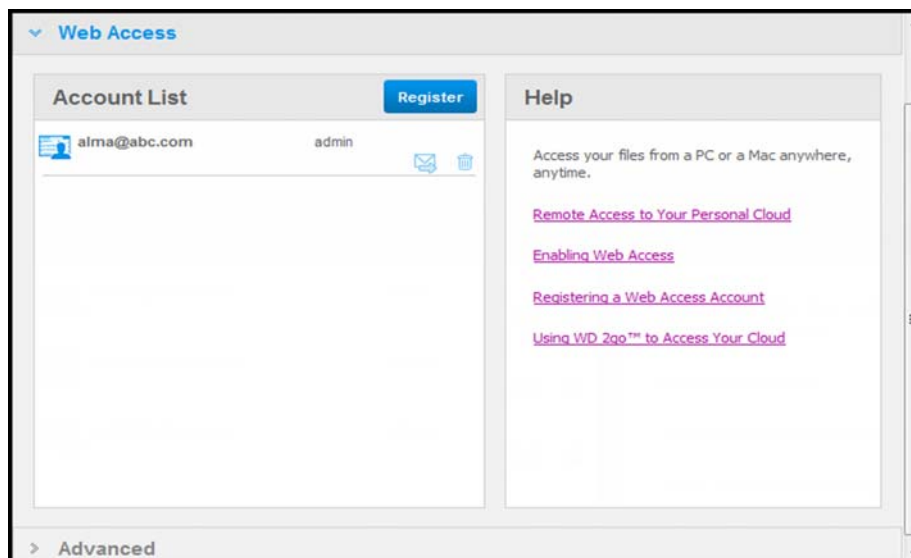 Web Access
Account List
Register
alma@abc.com
admin
Help
Access your files from a PC or a Mac anywhere,
anytime.
Remote Access to Your Personal Cloud
Enabling Web Access
Registering a Web Access Account
Using WD 2go™ to Access Your Cloud
Advanced